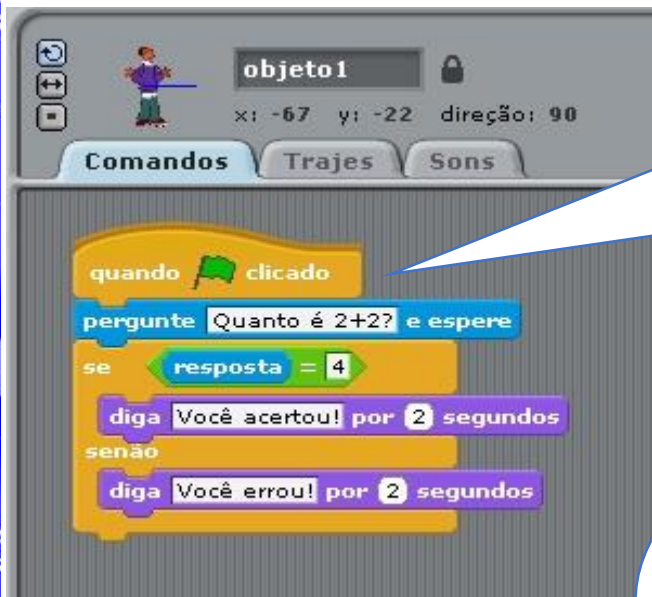 objeto1
x: -67 y: -22 direção: 90
Comandos Trajes Sons
quando clicado
pergunte Quanto é 2+2? e espere
se resposta = 4
diga Você acertou! por 2 segundos
senão
diga Você errou! por 2 segundos